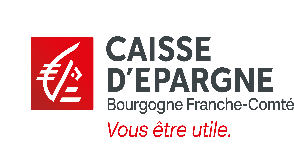 CAISSE
D'EPARGNE
Bourgogne Franche-Comté
Vous être utile.